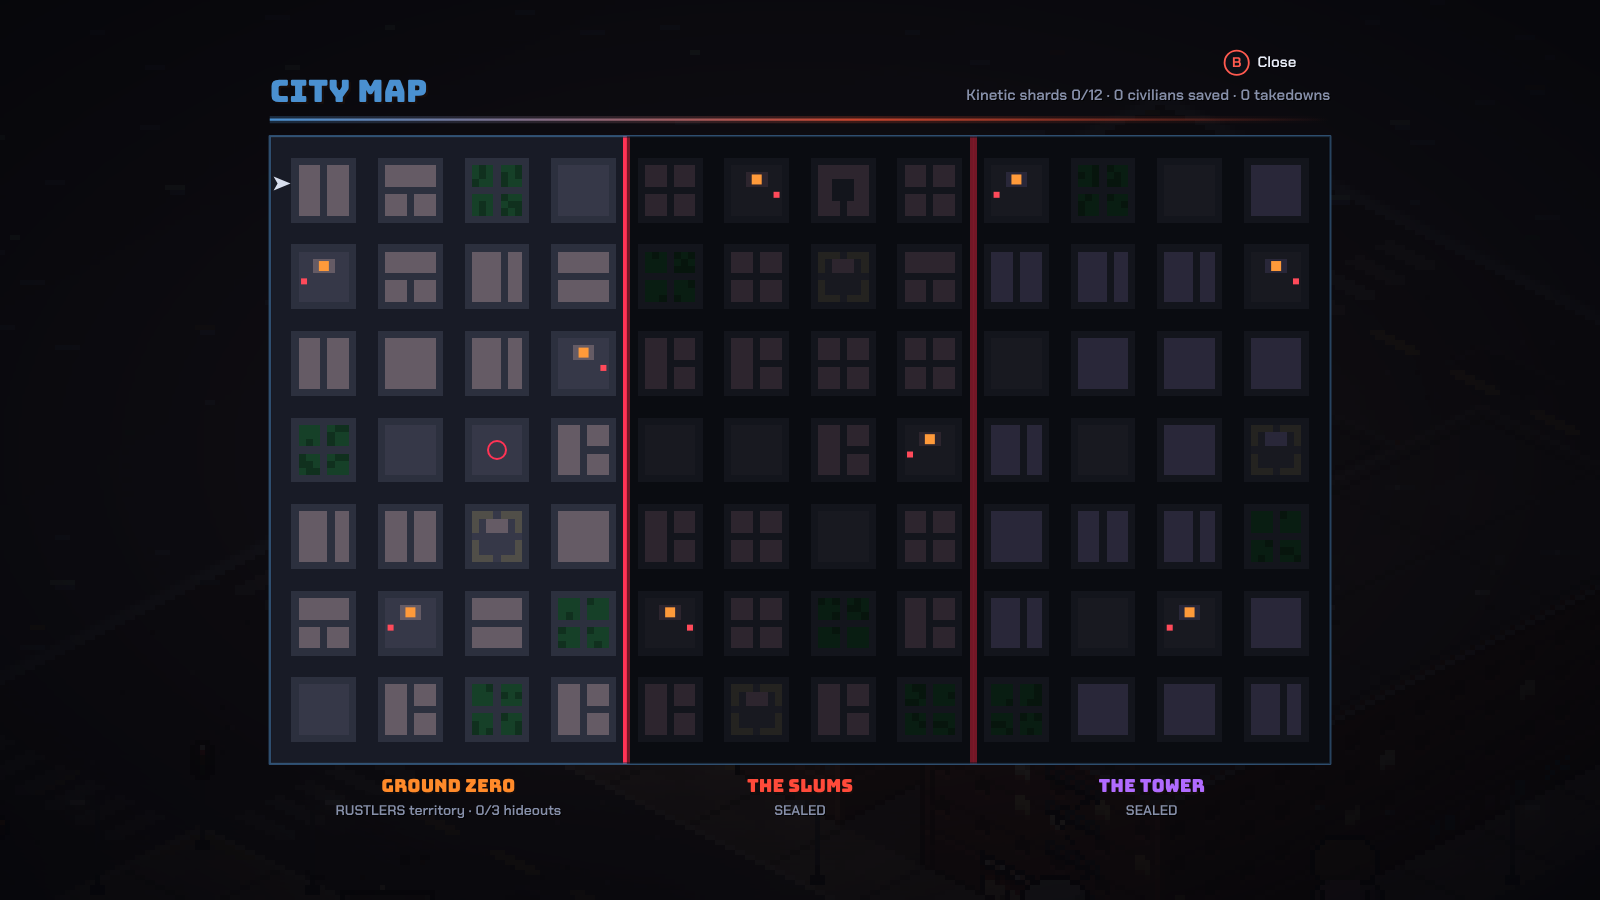 B Close
CITY MAP
Kinetic shards 0/12 · 0 civilians saved · 0 takedowns
GROUND ZERO
RUSTLERS territory · 0/3 hideouts
THE SLUMS
SEALED
THE TOWER
SEALED